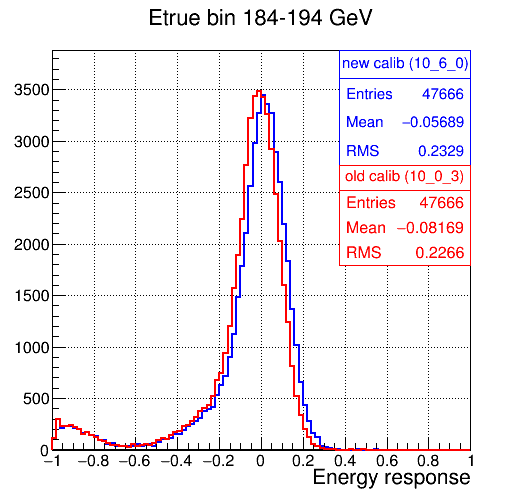 Etrue bin 184-194 GeV
new calib (10_6_0)
Entries 47666
Mean −0.05689
RMS 0.2329
old calib (10_0_3)
Entries 47666
Mean −0.08169
RMS 0.2266
3500
3000
2500
2000
1500
1000
500
0
−1 −0.8 −0.6 −0.4 −0.2 0 0.2 0.4 0.6 0.8 1
Energy response